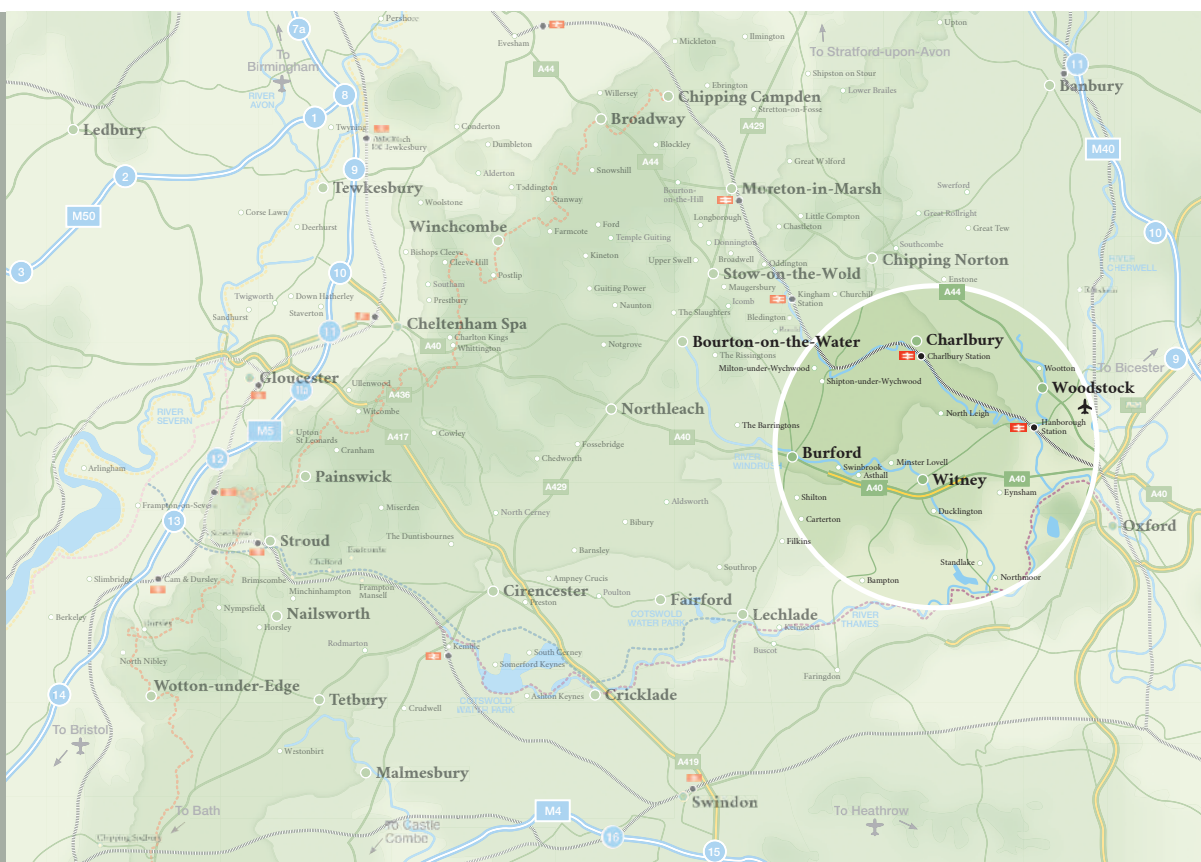 7a
Pershore
Upton
Evesham
Mickleton
Ilmington
To
Birmingham
To Stratford-upon-Avon
11
A44
Shipston on Stour
Banbury
8
RIVER
AVON
Willersey
Chipping Campden
Ebrington
Lower Brailes
Stretton-on-Fosse
1
Broadway
A429
Ledbury
Twyning
Conderton
Dumbleton
Blockley
M40
9
A44
Great Wolford
2
Alderton
Snowshill
Tewkesbury
Toddington
Bourton-
on-the-Hill
Moreton-in-Marsh
Swerford
Stanway
Woolstone
M50
Corse Lawn
Longborough
Little Compton
Great Rollright
Deerhurst
Winchcombe
Ford
Chastleton
Great Tew
10
Farmcote
Temple Guiting
Donnington
Southcombe
Bishops Cleeve
Kineton
Broadwell
Cleeve Hill
Upper Swell
Oddington
Chipping Norton
RIVER
CHERWELL
3
10
Postlip
Stow-on-the-Wold
Enstone
Southam
Guiting Power
Maugersbury
A44
Twigworth
Down Hatherley
Prestbury
Icomb
Kingham
Station
Churchill
Naunton
Sandhurst
Staverton
The Slaughters
Bledington
11
Cheltenham Spa
Charlton Kings
A40
Whittington
Notgrove
Bourton-on-the-Water
Charlbury
The Rissingtons
Charlbury Station
9
Milton-under-Wychwood
To Bicester
Wootton
Gloucester
Shipton-under-Wychwood
Ullenwood
11a
A436
Woodstock
RIVER
SEVERN
Witcombe
Northleach
North Leigh
Hanborough
Station
M5
Upton
St Leonards
A417
Cowley
The Barringtons
Cranham
Fossebridge
A40
12
Chedworth
RIVER
WINDRUSH
Burford
Minster Lovell
Arlingham
Painswick
Swinbrook
Asthall
Witney
A40
A429
A40
Eynsham
A40
Frampton-on-Severn
Miserden
North Cerney
Aldsworth
Shilton
Ducklington
13
Bibury
Carterton
Oxford
The Duntisbournes
Stroud
Filkins
Barnsley
Chalford
Standlake
Slimbridge
Cam & Dursley
Brimscombe
Ampney Crucis
Southrop
Bampton
Northmoor
Minchinhampton
Frampton
Mansell
Cirencester
Poulton
Nympsfield
Preston
Fairford
Berkeley
Nailsworth
COTSWOLD
WATER PARK
Lechlade
RIVER
THAMES
Horsley
Kelmscott
Rodmarton
Kemble
South Cerney
Buscot
North Nibley
Somerford Keynes
Faringdon
Wotton-under-Edge
14
Tetbury
Ashton Keynes
Cricklade
Crudwell
COTSWOLD
WATER PARK
To Bristol
Westonbirt
A419
Malmesbury
Swindon
To Bath
M4
To Heathrow
To Castle
Combe
16
Chipping Sodbury
15